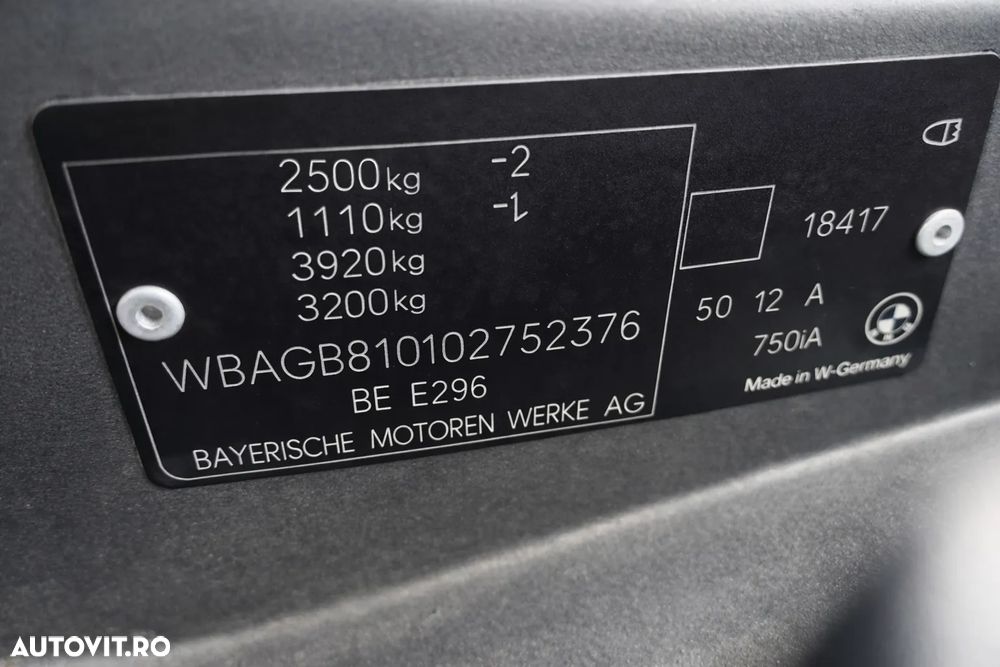 2500kg -2
1110kg -1
3920kg
3200kg
WBAGB810102752376
BE E296
BAYERISCHE MOTOREN WERKE AG
18417
50 12 A
750iA
Made in W-Germany
AUTOVIT.RO